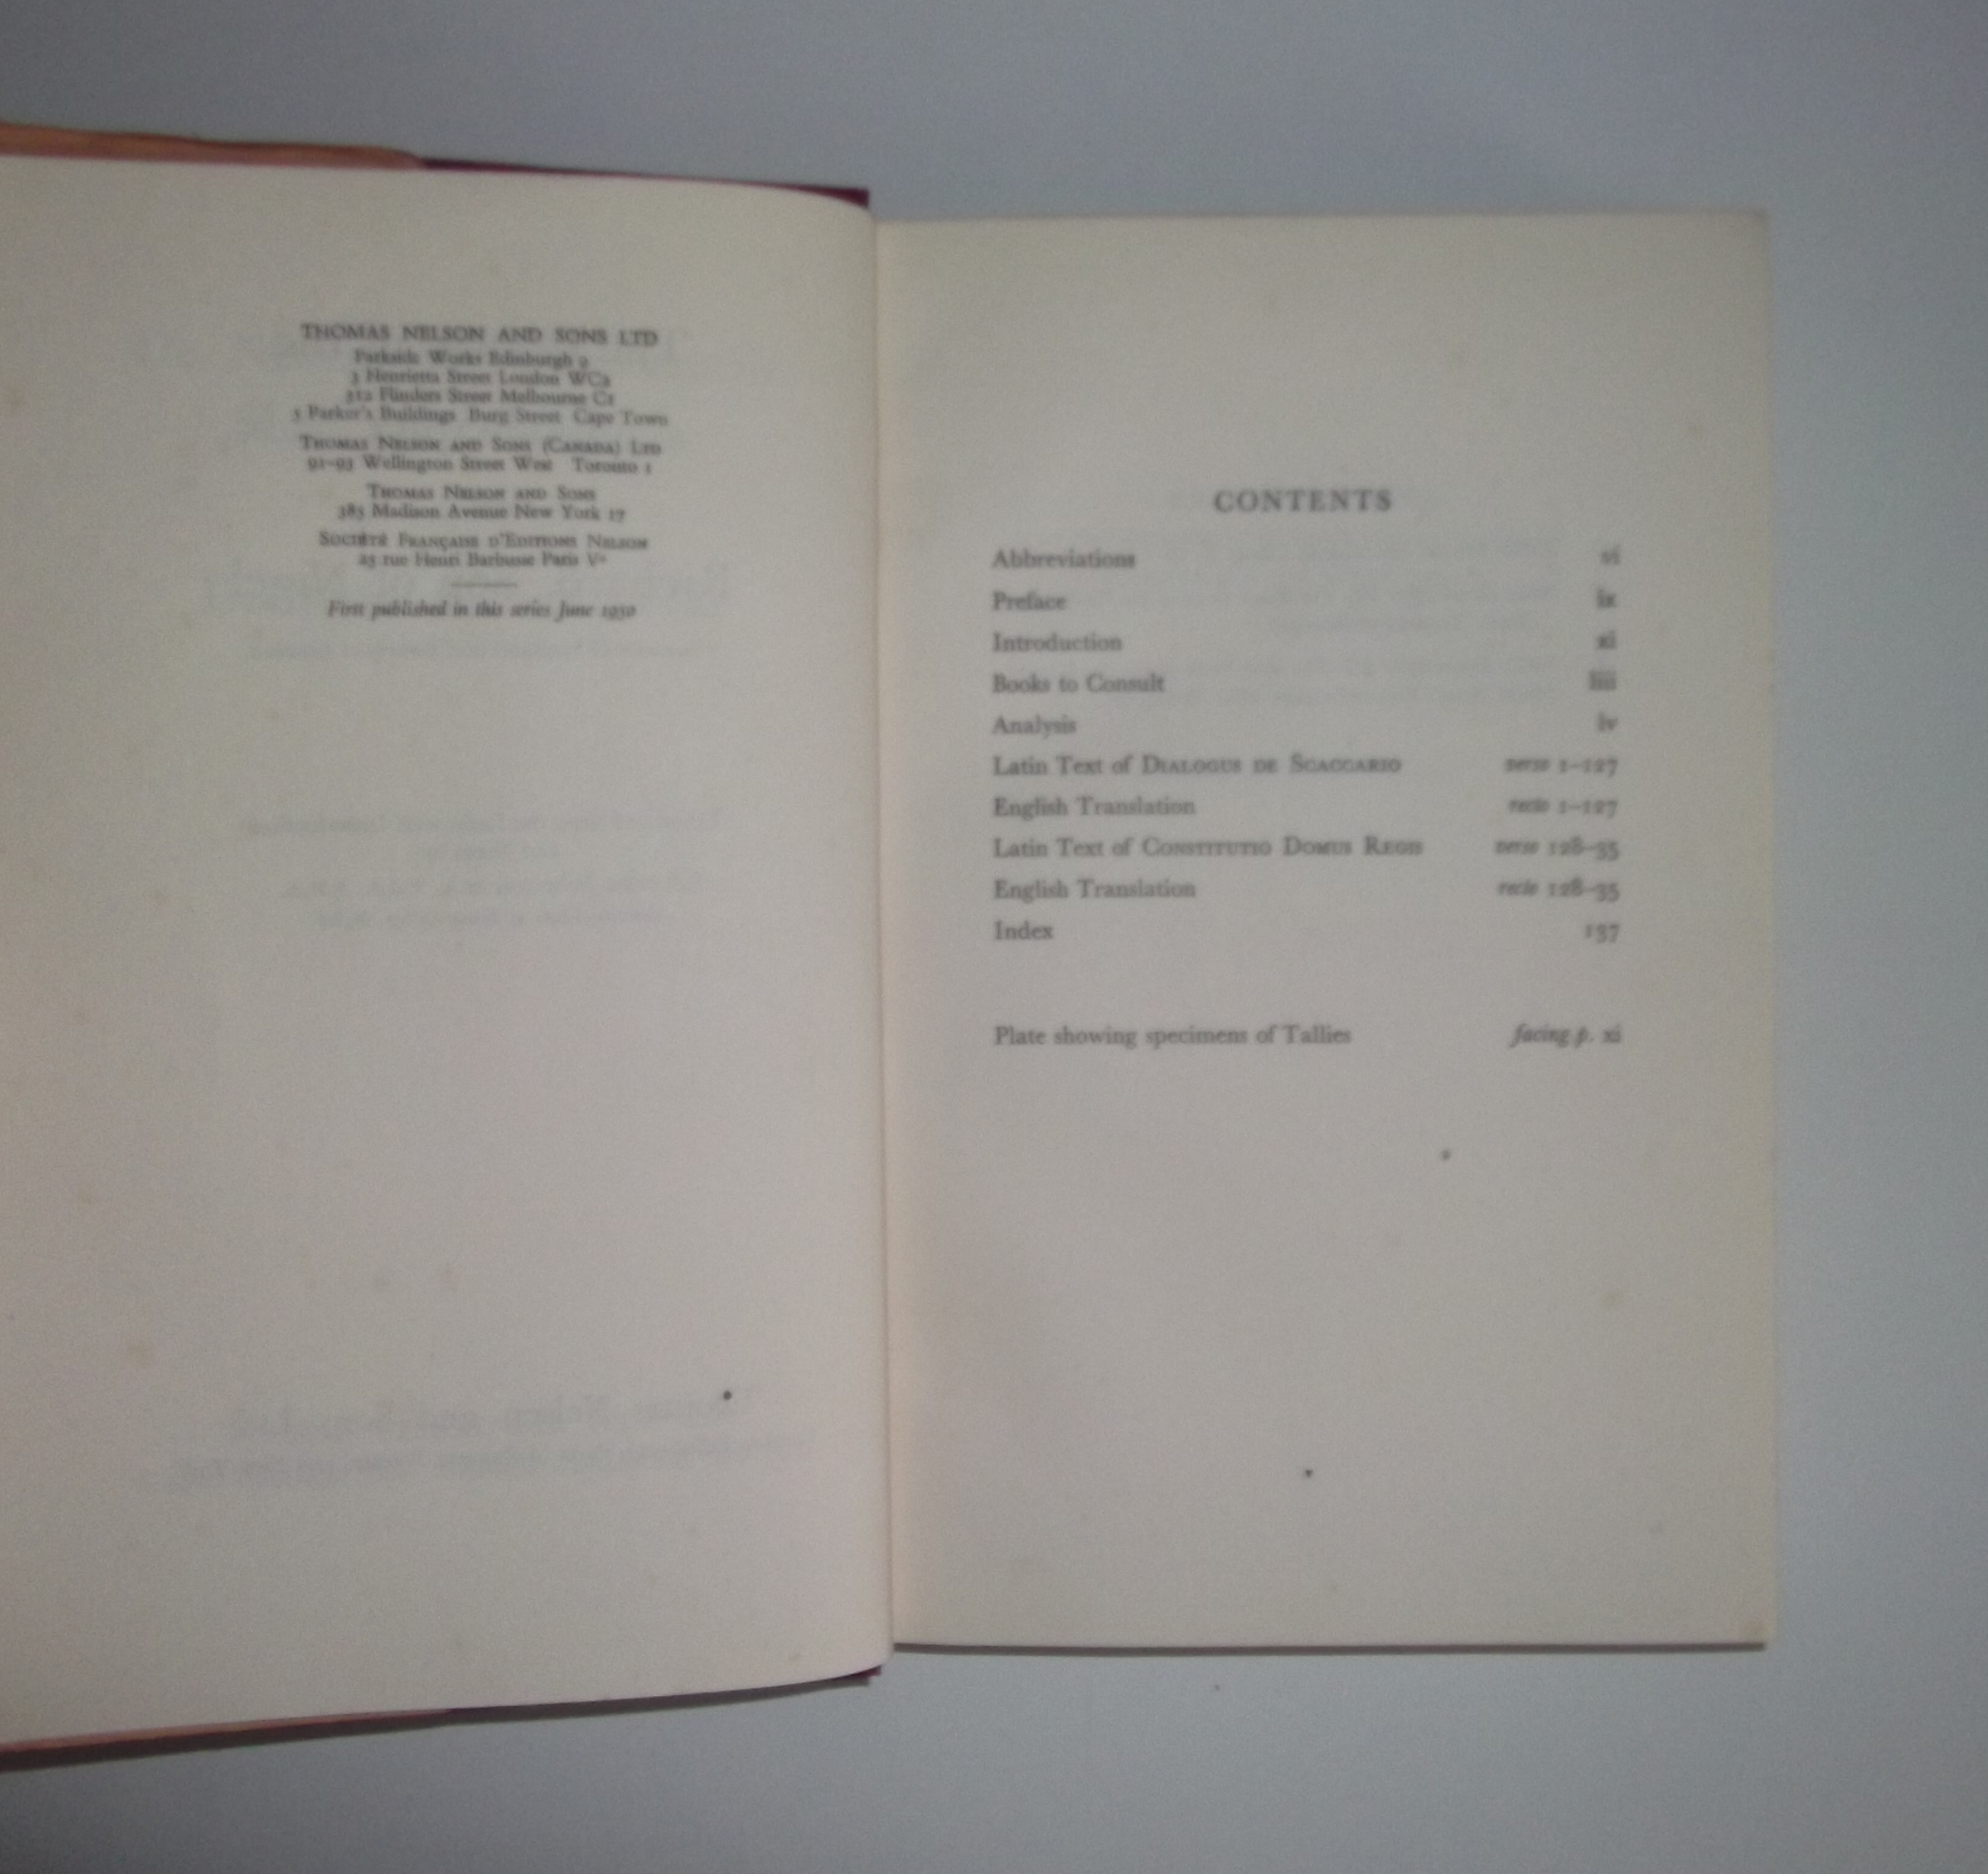 THOMAS NELSON AND SONS LTD
Parkside Works Edinburgh 9
3 Henrietta Street London WC2
312 Flinders Street Melbourne C1
5 Parker's Buildings Burg Street Cape Town
THOMAS NELSON AND SONS (CANADA) LTD
91-93 Wellington Street West Toronto 1
THOMAS NELSON AND SONS
385 Madison Avenue New York 17
SOCIÉTÉ FRANÇAISE D'EDITIONS NELSON
25 rue Henri Barbusse Paris Ve
First published in this series June 1950
CONTENTS
Abbreviations vi
Preface ix
Introduction xi
Books to Consult liii
Analysis lv
Latin Text of DIALOGUS DE SCACCARIO verso 1-127
English Translation recto 1-127
Latin Text of CONSTITUTIO DOMUS REGIS verso 128-35
English Translation recto 128-35
Index 137
Plate showing specimens of Tallies facing p. xi